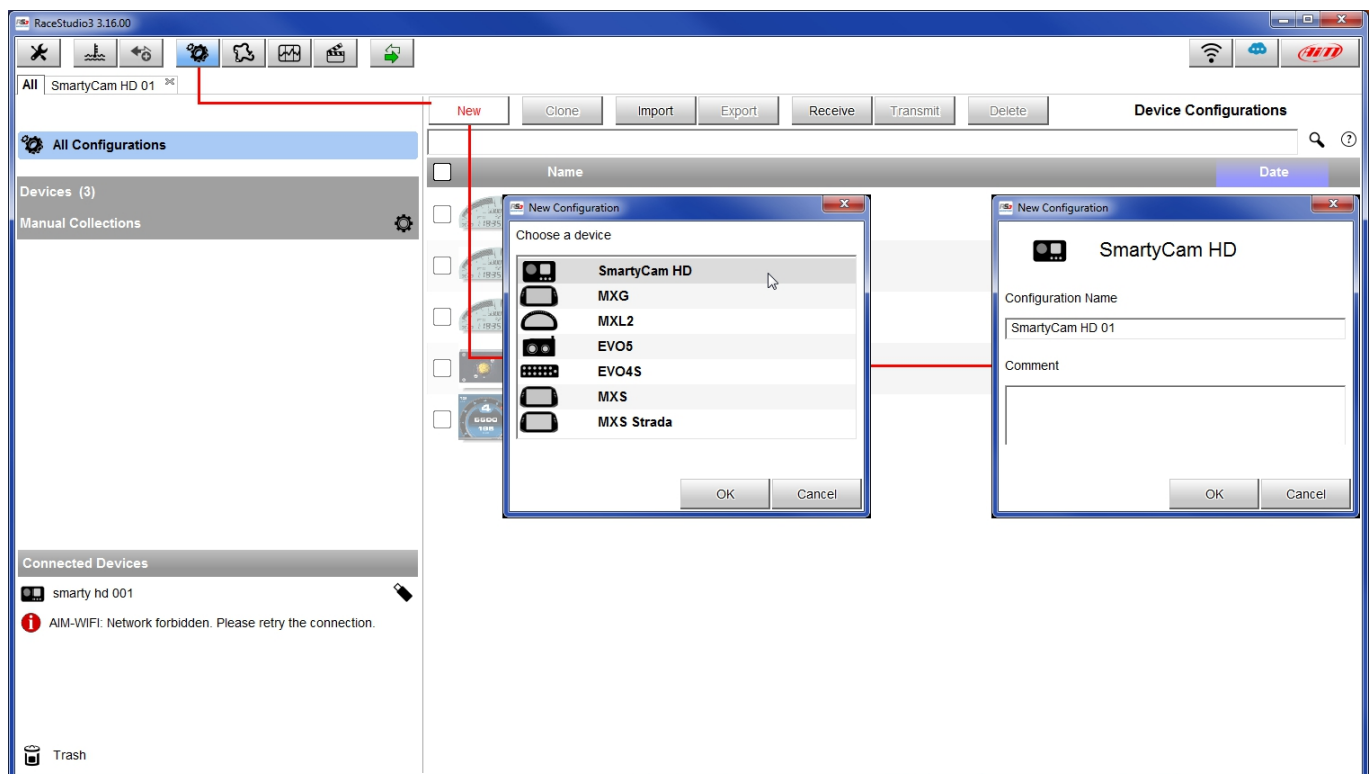 RaceStudio3 3.16.00
AiM
All SmartyCam HD 01
New Clone Import Export Receive Transmit Delete Device Configurations
All Configurations
Name Date
Devices (3)
Manual Collections
New Configuration
Choose a device
SmartyCam HD
MXG
MXL2
EVO5
EVO4S
MXS
MXS Strada
OK Cancel
New Configuration
SmartyCam HD
Configuration Name
SmartyCam HD 01
Comment
OK Cancel
Connected Devices
smarty hd 001
AIM-WIFI: Network forbidden. Please retry the connection.
Trash